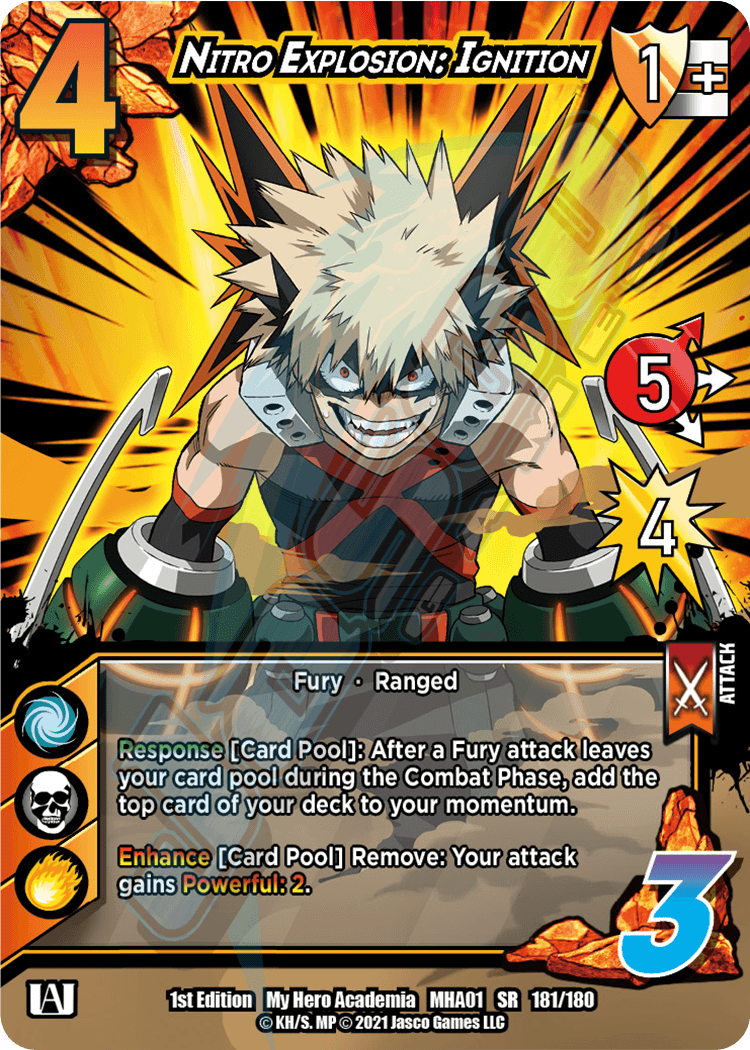 4
NITRO EXPLOSION: IGNITION
1 +
5
4
ATTACK
Fury · Ranged
Response [Card Pool]: After a Fury attack leaves
your card pool during the Combat Phase, add the
top card of your deck to your momentum.
Enhance [Card Pool] Remove: Your attack
gains Powerful: 2.
3
UA
1st Edition My Hero Academia MHA01 SR 181/180
© KH/S. MP © 2021 Jasco Games LLC